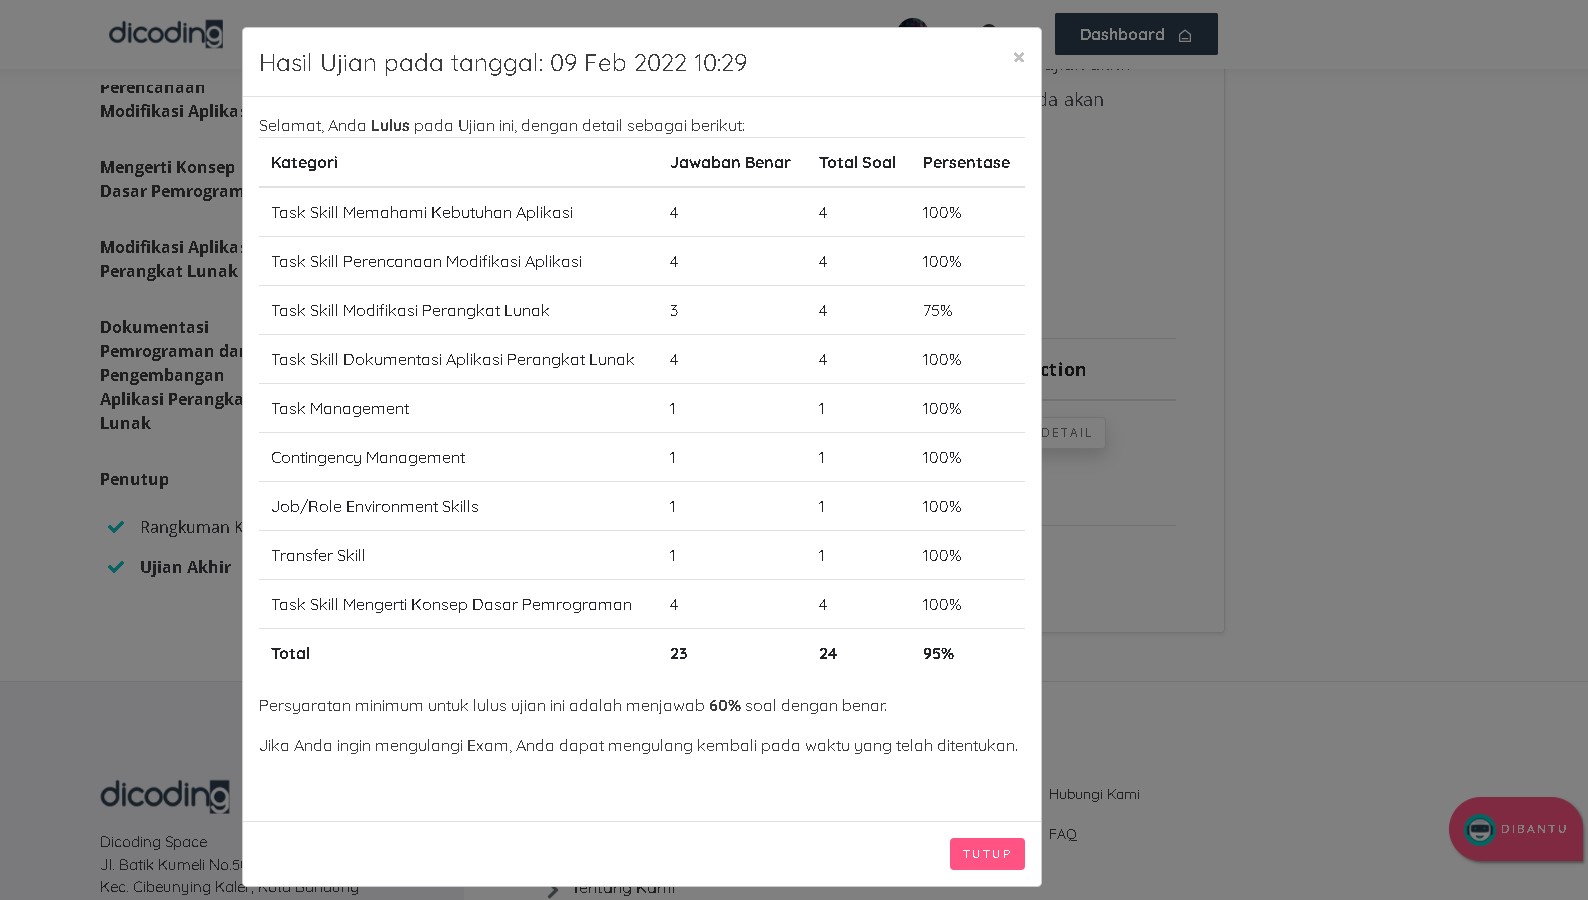 dicoding
Dashboard
Hasil Ujian pada tanggal: 09 Feb 2022 10:29
×
Perencanaan
Modifikasi Aplikas
da akan
Selamat, Anda Lulus pada Ujian ini, dengan detail sebagai berikut:
Kategori Jawaban Benar Total Soal Persentase
Mengerti Konsep
Dasar Pemrogram
Task Skill Memahami Kebutuhan Aplikasi 4 4 100%
Modifikasi Aplikas
Perangkat Lunak
Task Skill Perencanaan Modifikasi Aplikasi 4 4 100%
Task Skill Modifikasi Perangkat Lunak 3 4 75%
Dokumentasi
Pemrograman da
Pengembangan
Aplikasi Perangka
Lunak
Task Skill Dokumentasi Aplikasi Perangkat Lunak 4 4 100%
ction
Task Management 1 1 100%
DETAIL
Contingency Management 1 1 100%
Penutup
Job/Role Environment Skills 1 1 100%
Rangkuman K
Transfer Skill 1 1 100%
Ujian Akhir
Task Skill Mengerti Konsep Dasar Pemrograman 4 4 100%
Total 23 24 95%
Persyaratan minimum untuk lulus ujian ini adalah menjawab 60% soal dengan benar.
Jika Anda ingin mengulangi Exam, Anda dapat mengulang kembali pada waktu yang telah ditentukan.
TUTUP
dicoding
Dicoding Space
Jl. Batik Kumeli No.50
Kec. Cibeunying Kaler, Kota Bandung
Tentang Kami
Hubungi Kami
FAQ
DIBANTU